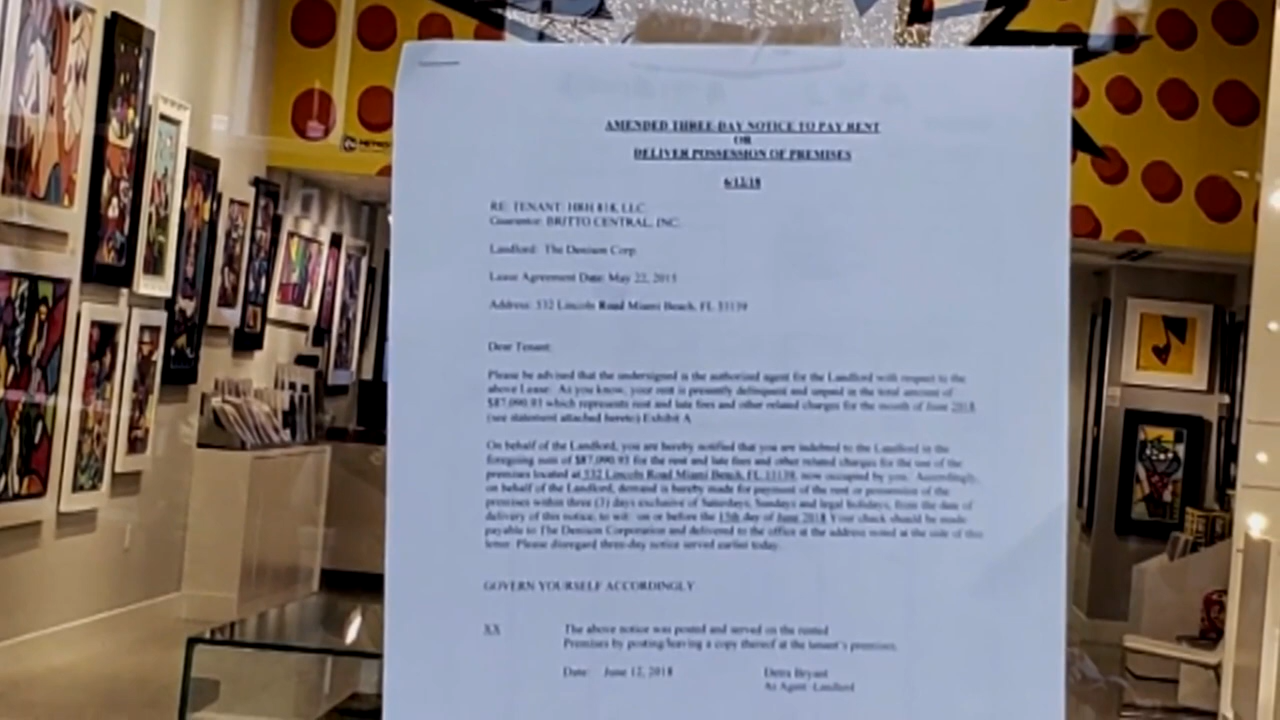 AMENDED THREE-DAY NOTICE TO PAY RENT
OR
DELIVER POSSESSION OF PREMISES
6/12/18
RE: TENANT: HRH 818, LLC.
Guarantor: BRITTO CENTRAL, INC.
Landlord: The Denison Corp.
Lease Agreement Date: May 22, 2015
Address: 532 Lincoln Road Miami Beach, FL 33139
Dear Tenant:
Please be advised that the undersigned is the authorized agent for the Landlord with respect to the
above Lease. As you know, your rent is presently delinquent and unpaid in the total amount of
$87,090.93 which represents rent and late fees and other related charges for the month of June 2018
(see statement attached hereto) Exhibit A
On behalf of the Landlord, you are hereby notified that you are indebted to the Landlord in the
foregoing sum of $87,090.93 for the rent and late fees and other related charges for the use of the
premises located at 532 Lincoln Road Miami Beach, FL 33139, now occupied by you. Accordingly,
on behalf of the Landlord, demand is hereby made for payment of the rent or possession of the
premises within three (3) days exclusive of Saturdays, Sundays and legal holidays, from the date of
delivery of this notice, to wit: on or before the 15th day of June 2018. Your check should be made
payable to The Denison Corporation and delivered to the office at the address noted at the side of this
letter. Please disregard three-day notice served earlier today.
GOVERN YOURSELF ACCORDINGLY
XX The above notice was posted and served on the rented
Premises by posting/leaving a copy thereof at the tenant's premises.
Date: June 12, 2018 Detra Bryant
As Agent -Landlord